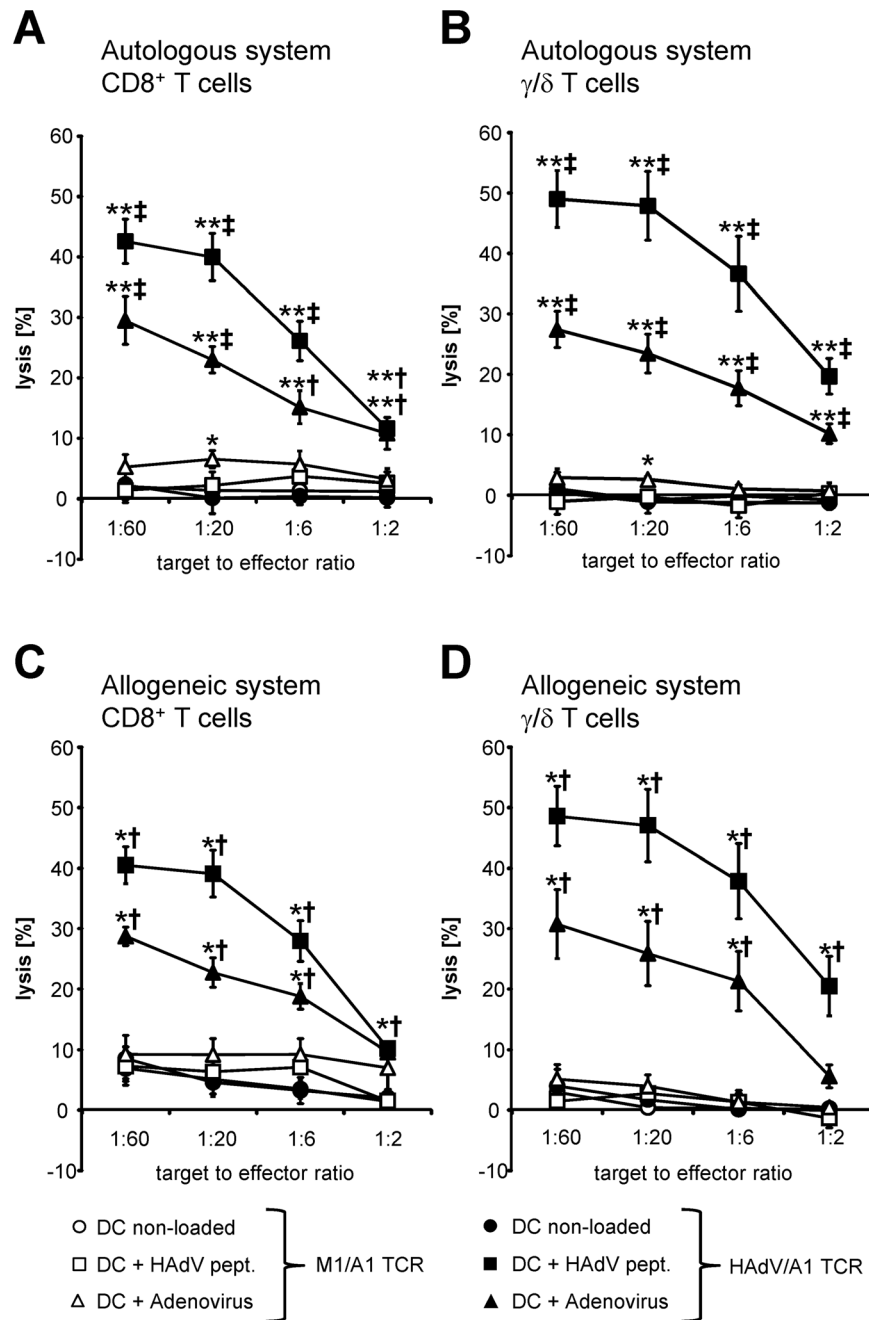 A
Autologous system
CD8⁺ T cells
60
50
40
30
20
10
0
-10
lysis [%]
**‡
**‡
**‡
**†
**‡
**‡
**†
**†
*
1:60 1:20 1:6 1:2
target to effector ratio
B
Autologous system
γ/δ T cells
60
50
40
30
20
10
0
-10
lysis [%]
**‡
**‡
**‡
**‡
**‡
**‡
**‡
**‡
*
1:60 1:20 1:6 1:2
target to effector ratio
C
Allogeneic system
CD8⁺ T cells
60
50
40
30
20
10
0
-10
lysis [%]
*†
*†
*†
*†
*†
*†
*†
1:60 1:20 1:6 1:2
target to effector ratio
D
Allogeneic system
γ/δ T cells
60
50
40
30
20
10
0
-10
lysis [%]
*†
*†
*†
*†
*†
*†
*†
1:60 1:20 1:6 1:2
target to effector ratio
DC non-loaded
DC + HAdV pept.
DC + Adenovirus
M1/A1 TCR
DC non-loaded
DC + HAdV pept.
DC + Adenovirus
HAdV/A1 TCR